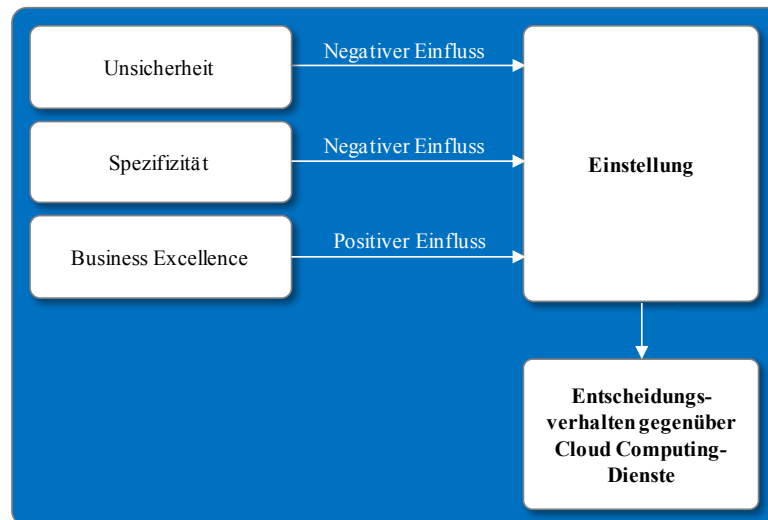 Unsicherheit
Negativer Einfluss
Spezifizität
Negativer Einfluss
Business Excellence
Positiver Einfluss
Einstellung
Entscheidungs-
verhalten gegenüber
Cloud Computing-
Dienste